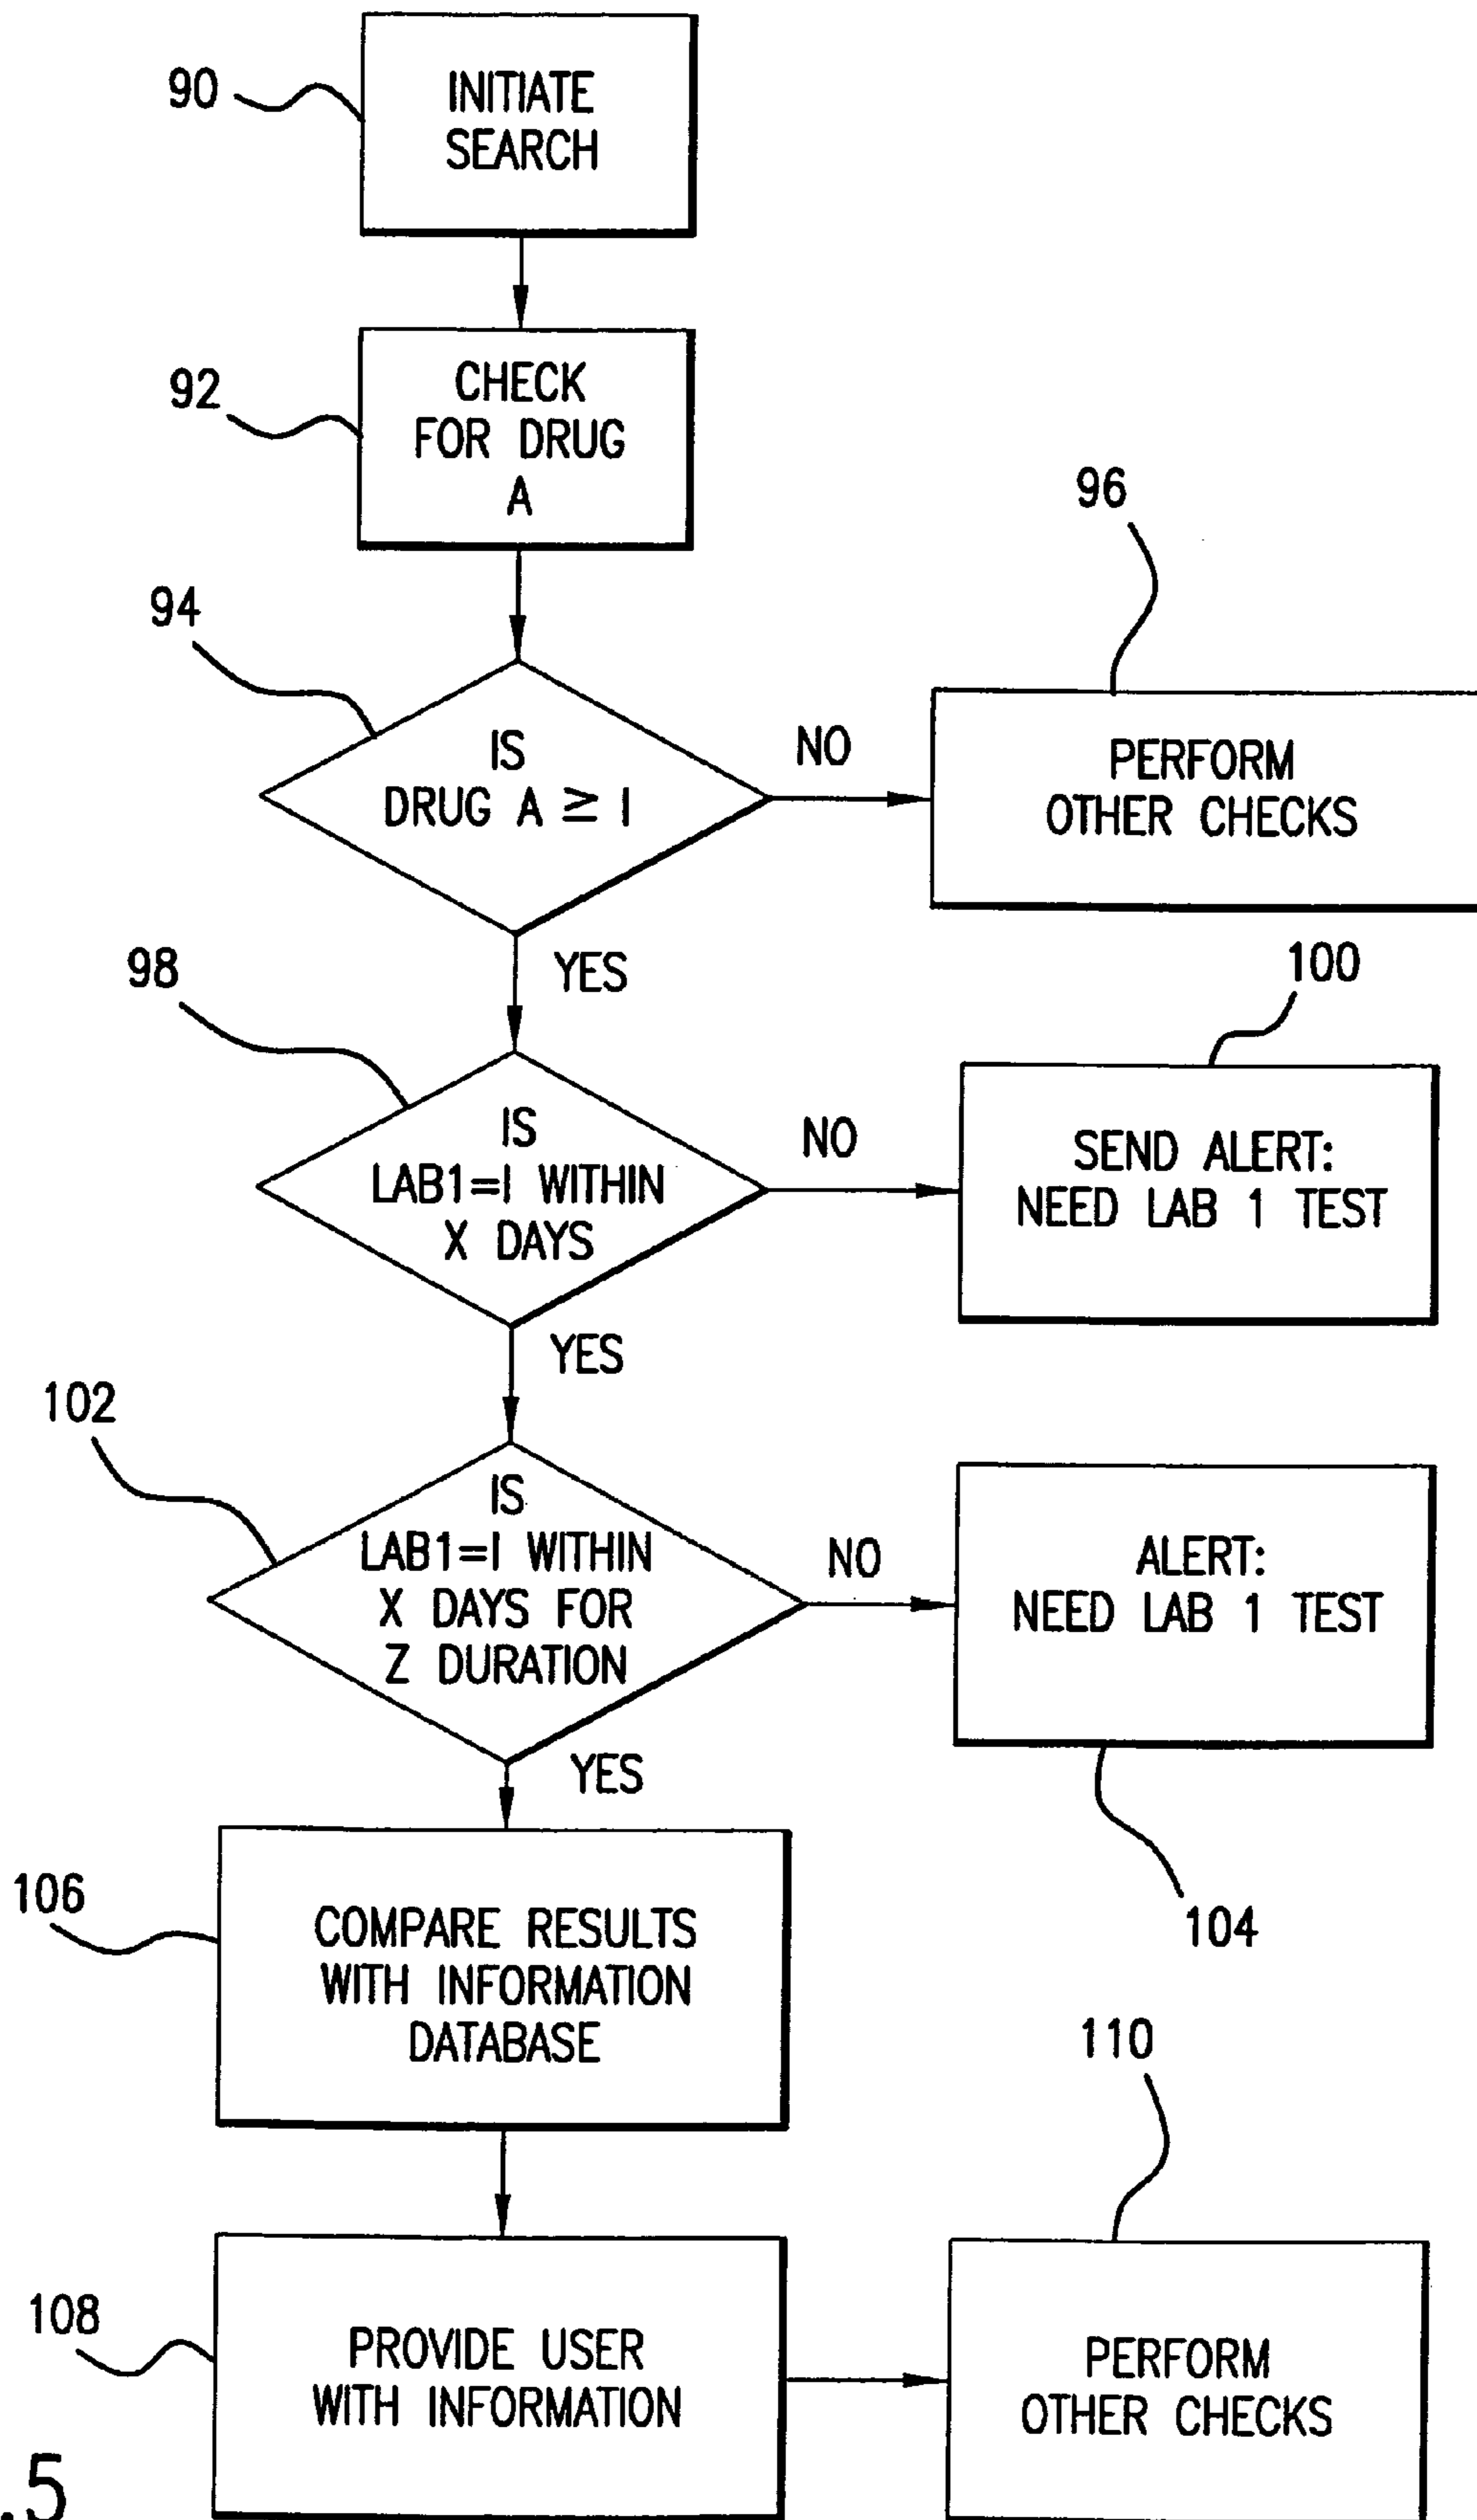 90
INITIATE
SEARCH
92
CHECK
FOR DRUG
A
96
94
IS
DRUG A ≥ I
NO
PERFORM
OTHER CHECKS
YES
98
100
IS
LAB1=I WITHIN
X DAYS
NO
SEND ALERT:
NEED LAB 1 TEST
YES
102
IS
LAB1=I WITHIN
X DAYS FOR
Z DURATION
NO
ALERT:
NEED LAB 1 TEST
YES
104
106
COMPARE RESULTS
WITH INFORMATION
DATABASE
110
108
PROVIDE USER
WITH INFORMATION
PERFORM
OTHER CHECKS
.5